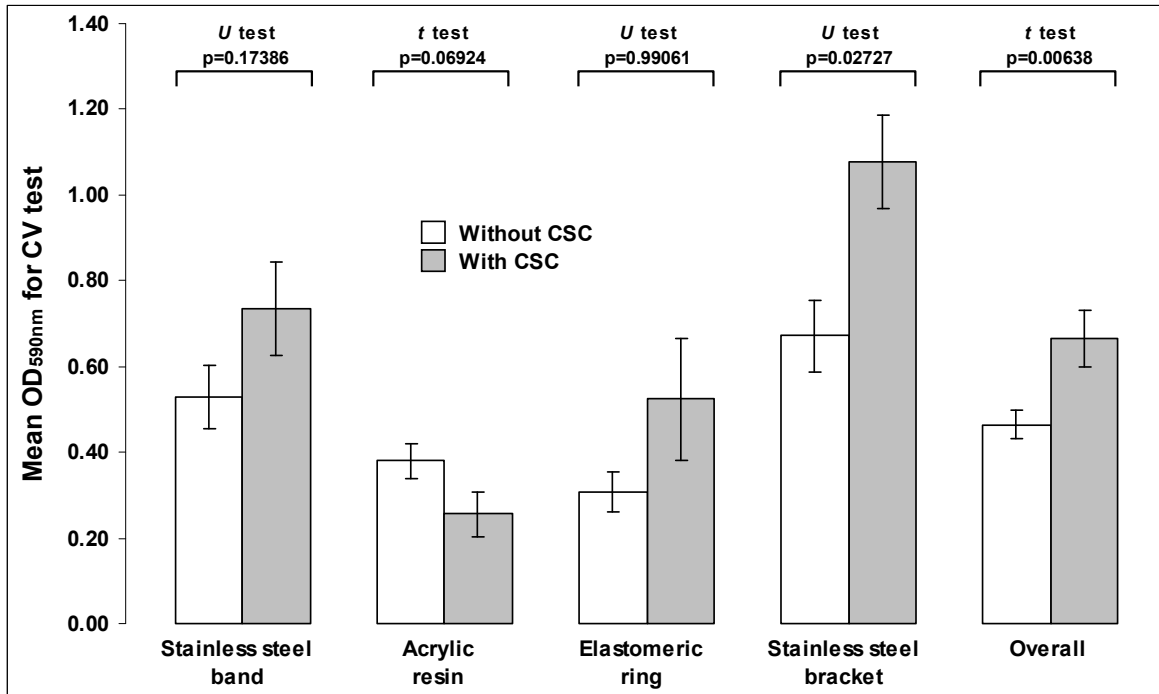 1.40
1.20
1.00
0.80
0.60
0.40
0.20
0.00
Mean OD590nm for CV test
U test
p=0.17386
t test
p=0.06924
U test
p=0.99061
U test
p=0.02727
t test
p=0.00638
Without CSC
With CSC
Stainless steel
band
Acrylic
resin
Elastomeric
ring
Stainless steel
bracket
Overall